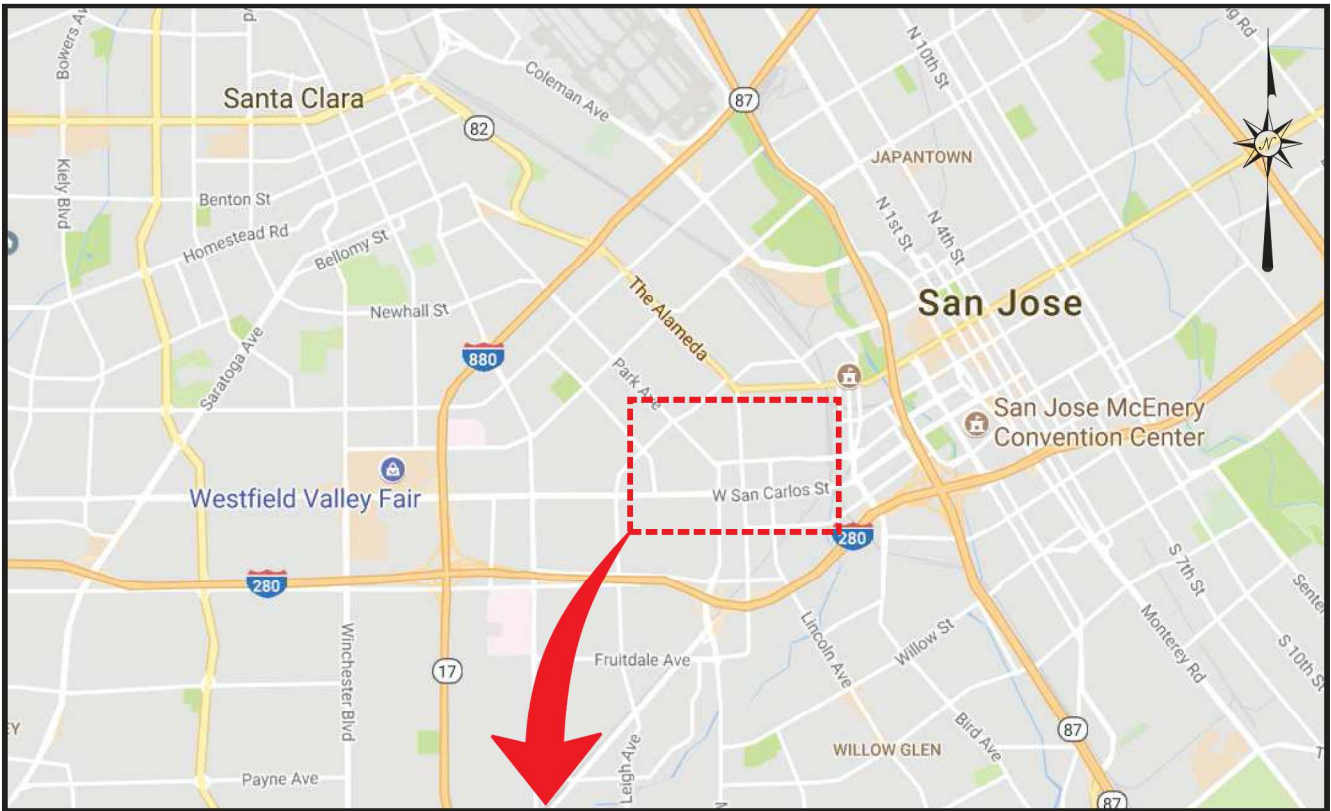 Bowers Av
Santa Clara
Coleman Ave
82
87
N 10th St
JAPANTOWN
N
Kiely Blvd
Benton St
Homestead Rd
Bellomy St
Newhall St
N 1st St
N 4th St
San Jose
The Alameda
Saratoga Ave
880
Park Ave
San Jose McEnery
Convention Center
Westfield Valley Fair
W San Carlos St
280
280
S 7th St
Monterey Rd
S 10th St
Winchester Blvd
17
Fruitdale Ave
Lincoln Ave
Willow St
Bird Ave
87
WILLOW GLEN
Payne Ave
Leigh Ave
87